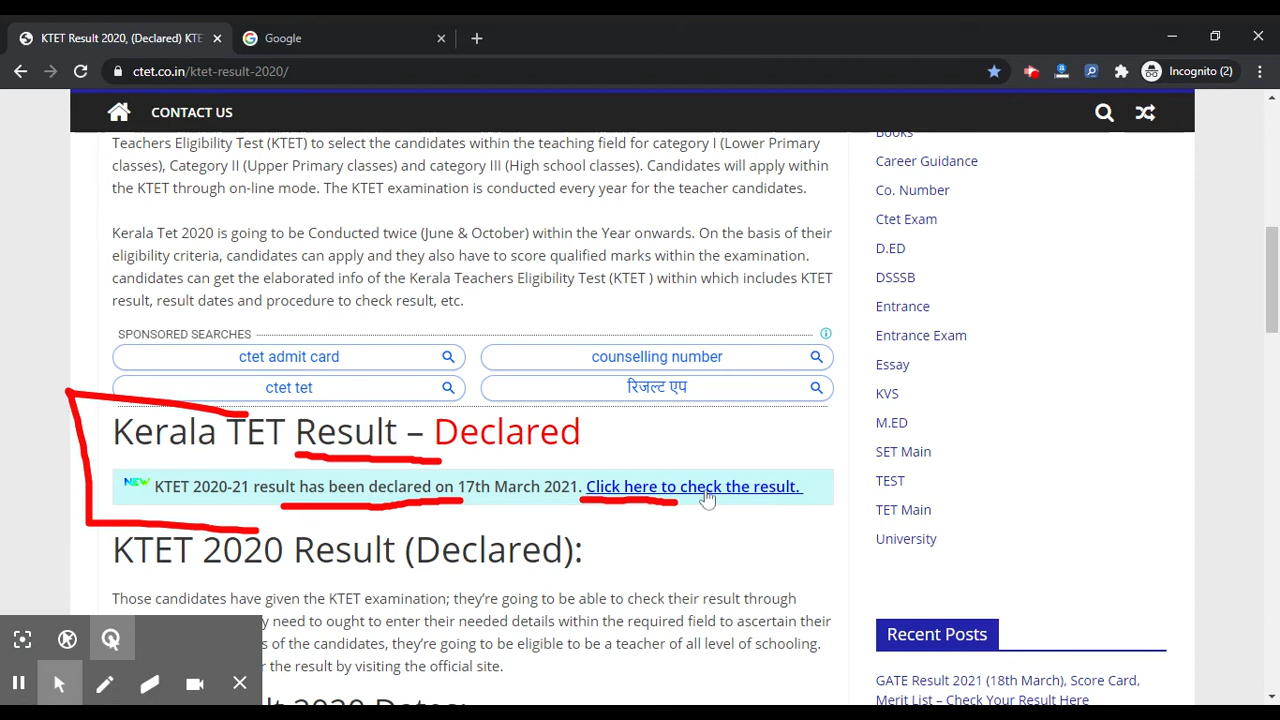 KTET Result 2020, (Declared) KTE
Google
ctet.co.in/ktet-result-2020/
Incognito (2)
CONTACT US
Teachers Eligibility Test (KTET) to select the candidates within the teaching field for category I (Lower Primary
classes), Category II (Upper Primary classes) and category III (High school classes). Candidates will apply within
the KTET through on-line mode. The KTET examination is conducted every year for the teacher candidates.
Kerala Tet 2020 is going to be Conducted twice (June & October) within the Year onwards. On the basis of their
eligibility criteria, candidates can apply and they also have to score qualified marks within the examination.
candidates can get the elaborated info of the Kerala Teachers Eligibility Test (KTET ) within which includes KTET
result, result dates and procedure to check result, etc.
SPONSORED SEARCHES
ctet admit card
counselling number
ctet tet
रिजल्ट एप
Kerala TET Result – Declared
NEW KTET 2020-21 result has been declared on 17th March 2021. Click here to check the result.
KTET 2020 Result (Declared):
Those candidates have given the KTET examination; they're going to be able to check their result through
need to ought to enter their needed details within the required field to ascertain their
of the candidates, they're going to be eligible to be a teacher of all level of schooling.
the result by visiting the official site.
2020 Dates:
Books
Career Guidance
Co. Number
Ctet Exam
D.ED
DSSSB
Entrance
Entrance Exam
Essay
KVS
M.ED
SET Main
TEST
TET Main
University
Recent Posts
GATE Result 2021 (18th March), Score Card,
Merit List – Check Your Result Here